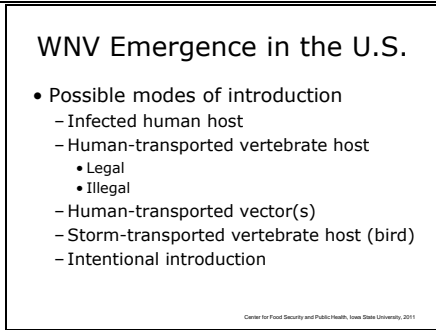 WNV Emergence in the U.S.
• Possible modes of introduction
– Infected human host
– Human-transported vertebrate host
• Legal
• Illegal
– Human-transported vector(s)
– Storm-transported vertebrate host (bird)
– Intentional introduction
Center for Food Security and Public Health, Iowa State University, 2011